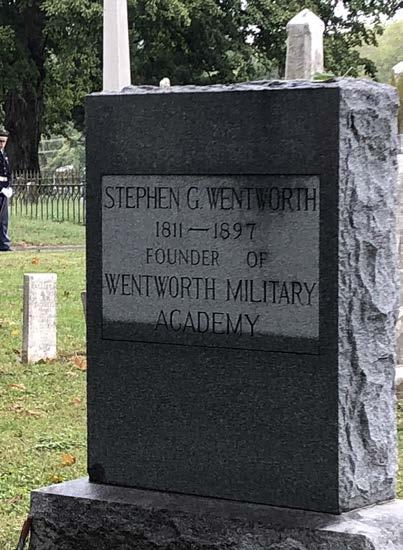 STEPHEN G. WENTWORTH
1811—1897
FOUNDER OF
WENTWORTH MILITARY
ACADEMY